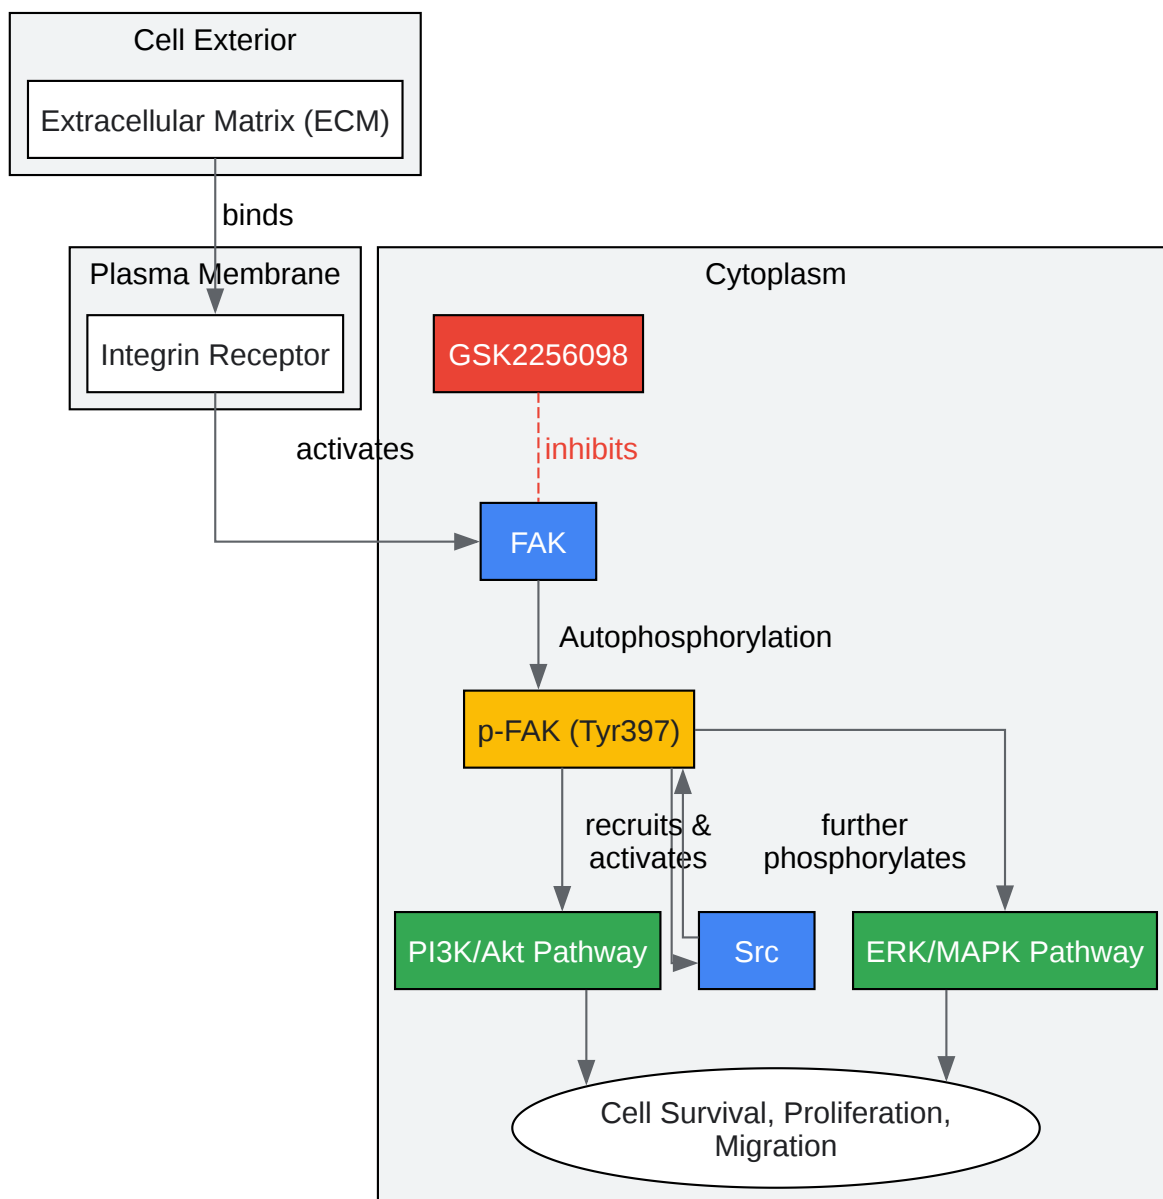 Cell Exterior
Extracellular Matrix (ECM)
binds
Plasma Membrane
Cytoplasm
Integrin Receptor
GSK2256098
activates
inhibits
FAK
Autophosphorylation
p-FAK (Tyr397)
recruits &
activates
further
phosphorylates
PI3K/Akt Pathway
Src
ERK/MAPK Pathway
Cell Survival, Proliferation,
Migration